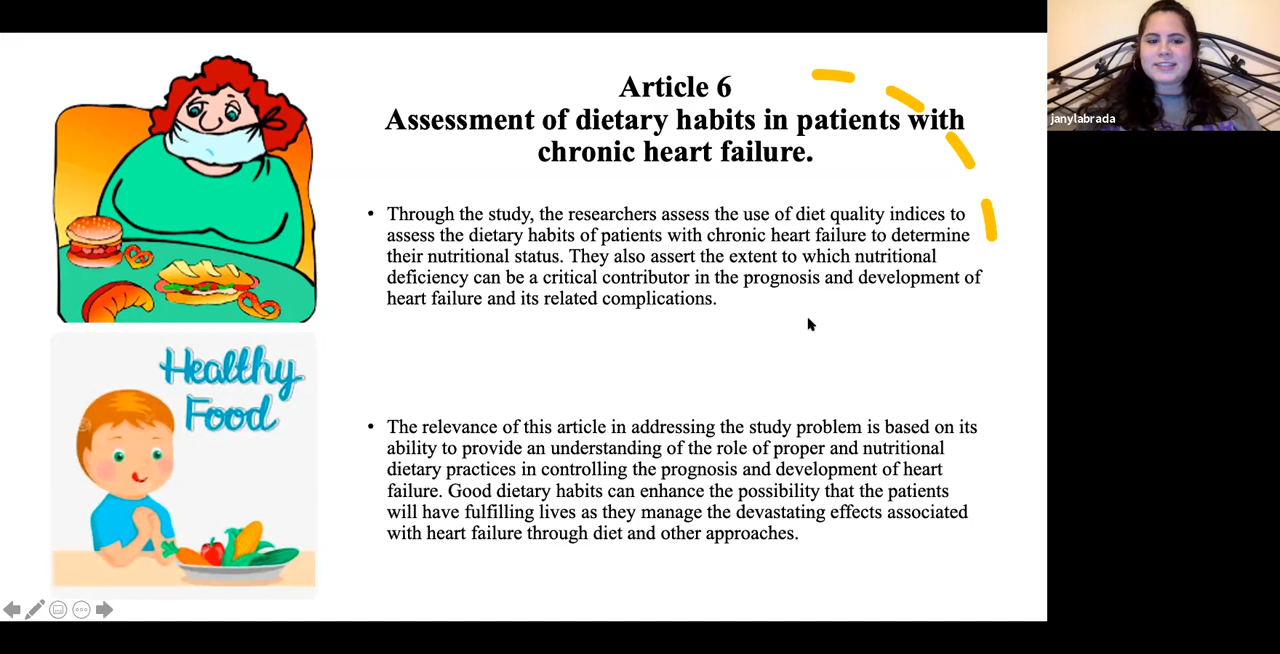 Article 6
Assessment of dietary habits in patients with
chronic heart failure.
janylabrada
• Through the study, the researchers assess the use of diet quality indices to
assess the dietary habits of patients with chronic heart failure to determine
their nutritional status. They also assert the extent to which nutritional
deficiency can be a critical contributor in the prognosis and development of
heart failure and its related complications.
Healthy
Food
• The relevance of this article in addressing the study problem is based on its
ability to provide an understanding of the role of proper and nutritional
dietary practices in controlling the prognosis and development of heart
failure. Good dietary habits can enhance the possibility that the patients
will have fulfilling lives as they manage the devastating effects associated
with heart failure through diet and other approaches.